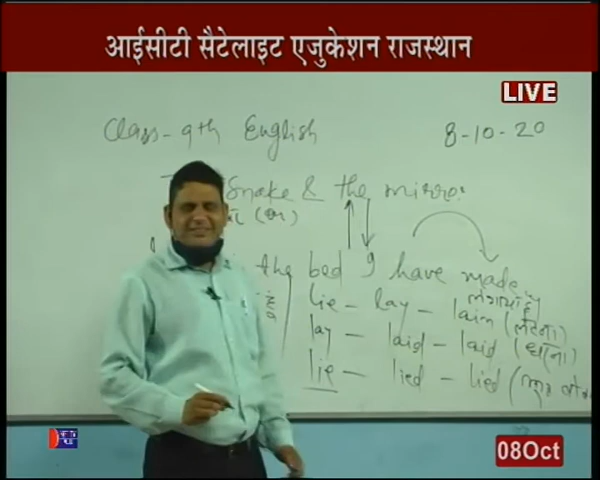 आईसीटी सैटेलाइट एजुकेशन राजस्थान
LIVE
Class - 9th English
8-10-20
Snake & the mirror
the bed I have made
lie - lay - lain (लेटना)
lay - laid - laid
lie - lied - lied
08Oct